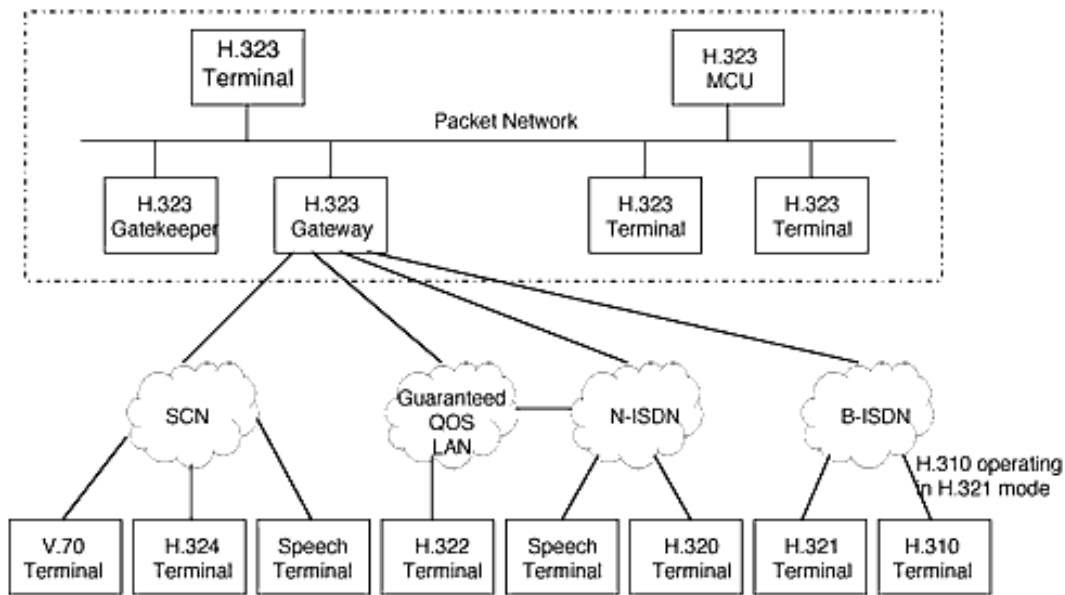 H.323
Terminal
H.323
MCU
Packet Network
H.323
Gatekeeper
H.323
Gateway
H.323
Terminal
H.323
Terminal
SCN
Guaranteed
QOS
LAN
N-ISDN
B-ISDN
H.310 operating
in H.321 mode
V.70
Terminal
H.324
Terminal
Speech
Terminal
H.322
Terminal
Speech
Terminal
H.320
Terminal
H.321
Terminal
H.310
Terminal